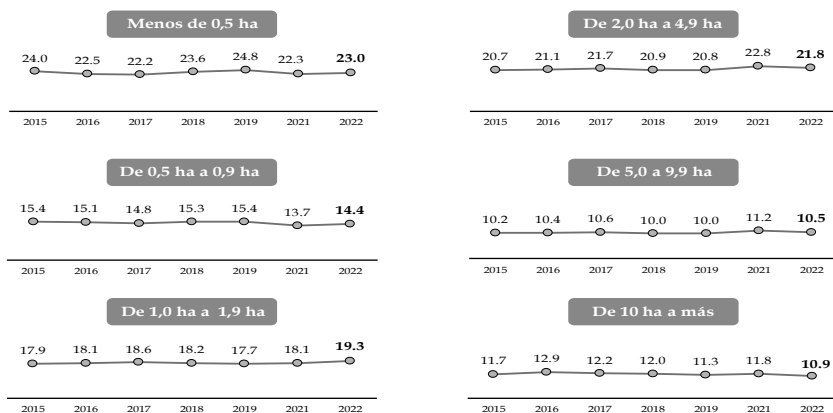 Menos de 0,5 ha
24.0 22.5 22.2 23.6 24.8 22.3 23.0
2015 2016 2017 2018 2019 2021 2022
De 0,5 ha a 0,9 ha
15.4 15.1 14.8 15.3 15.4 13.7 14.4
2015 2016 2017 2018 2019 2021 2022
De 1,0 ha a 1,9 ha
17.9 18.1 18.6 18.2 17.7 18.1 19.3
2015 2016 2017 2018 2019 2021 2022
De 2,0 ha a 4,9 ha
20.7 21.1 21.7 20.9 20.8 22.8 21.8
2015 2016 2017 2018 2019 2021 2022
De 5,0 a 9,9 ha
10.2 10.4 10.6 10.0 10.0 11.2 10.5
2015 2016 2017 2018 2019 2021 2022
De 10 ha a más
11.7 12.9 12.2 12.0 11.3 11.8 10.9
2015 2016 2017 2018 2019 2021 2022